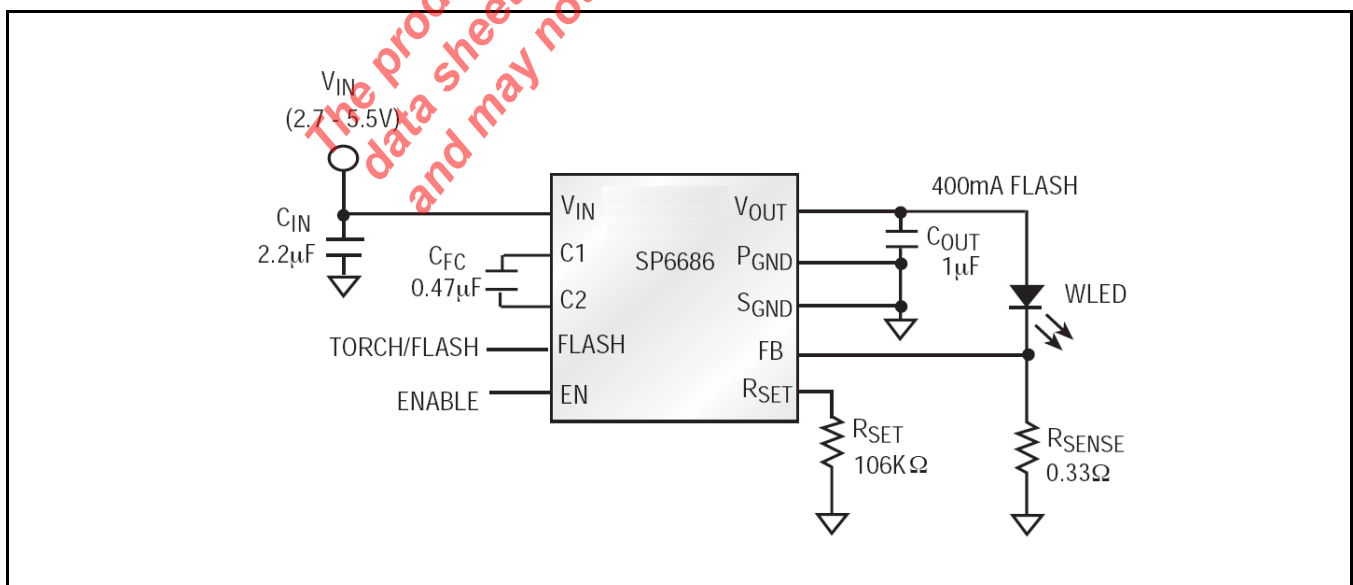 The produ
data sheet
and may no
VIN
(2.7 - 5.5V)
CIN
2.2µF
CFC
0.47µF
TORCH/FLASH
ENABLE
VIN
C1
C2
FLASH
EN
SP6686
VOUT
PGND
SGND
FB
RSET
400mA FLASH
COUT
1µF
WLED
RSET
106KΩ
RSENSE
0.33Ω